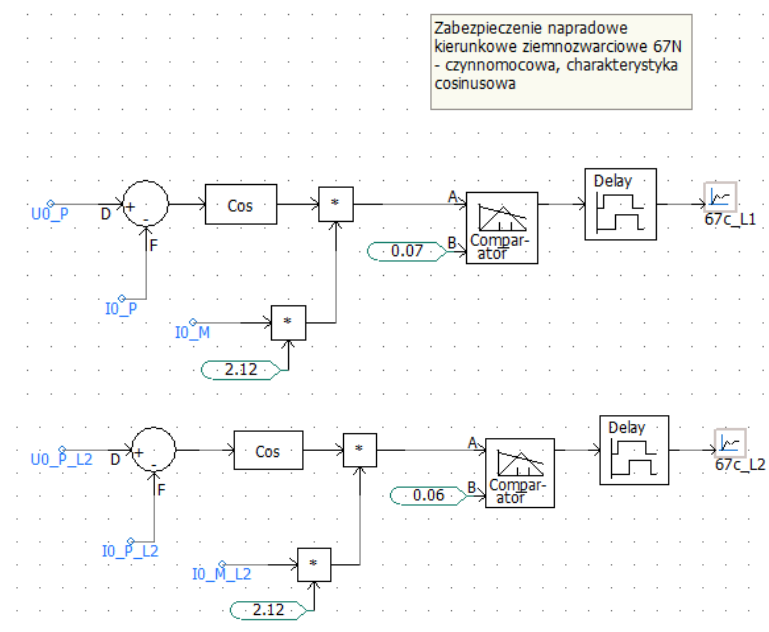 Zabezpieczenie napradowe
kierunkowe ziemnozwarciowe 67N
- czynnomocowa, charakterystyka
cosinusowa
U0_P
D
+
-
F
I0_P
Cos
*
I0_M
*
2.12
A
0.07
B
Compar-
ator
Delay
67c_L1
U0_P_L2
D
+
-
F
I0_P_L2
Cos
*
I0_M_L2
*
2.12
A
0.06
B
Compar-
ator
Delay
67c_L2